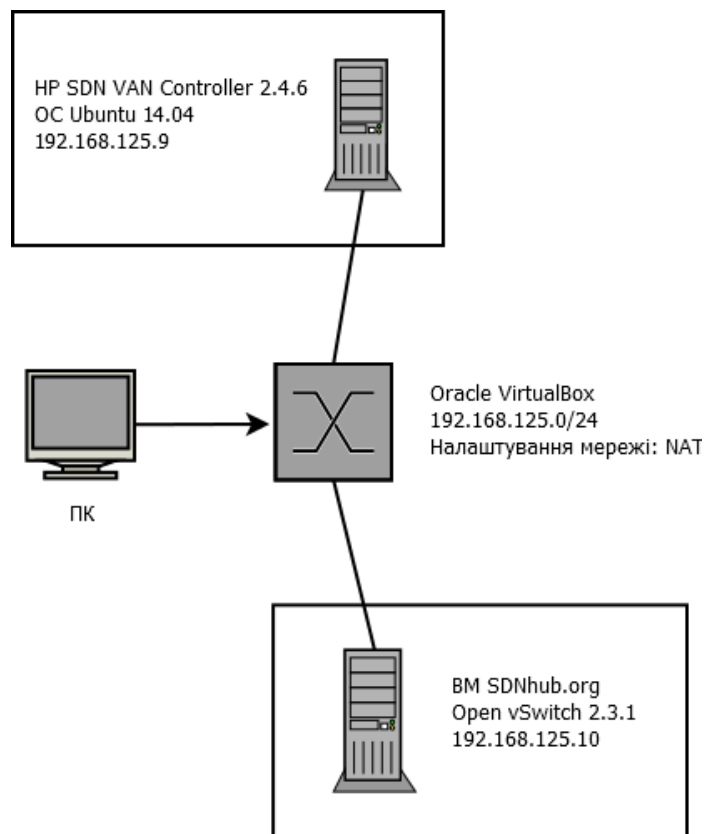 HP SDN VAN Controller 2.4.6
ОС Ubuntu 14.04
192.168.125.9
Oracle VirtualBox
192.168.125.0/24
Налаштування мережі: NAT
ПК
ВМ SDNhub.org
Open vSwitch 2.3.1
192.168.125.10